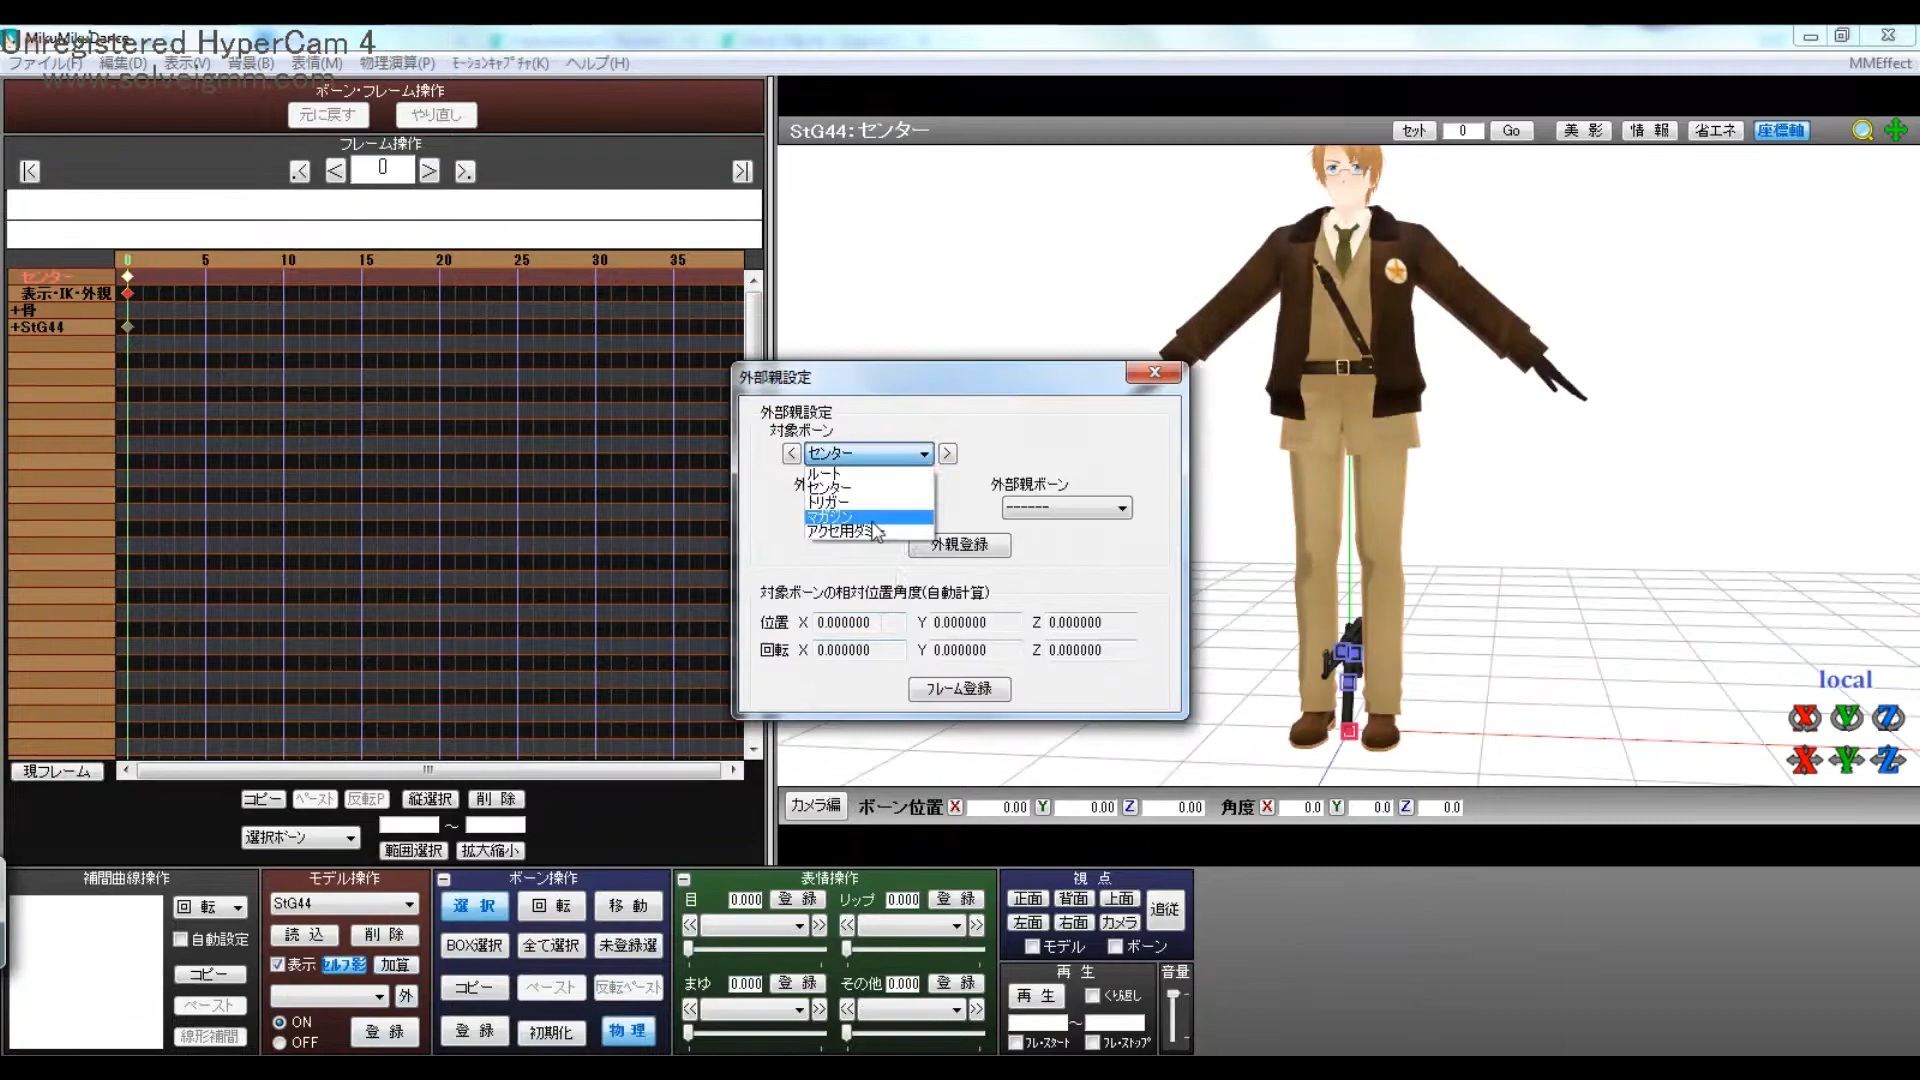 MikuMikuDance
Unregistered HyperCam 4
www.solveigmm.com
ファイル(F) 編集(D) 表示(V) 背景(B) 表情(M) 物理演算(P) ﾓｰｼｮﾝｷｬﾌﾟﾁｬ(K) ヘルプ(H)
MMEffect
ボーン・フレーム操作
元に戻す やり直し
フレーム操作
|< .< < 0 > >. >|
0 5 10 15 20 25 30 35
センター
表示・IK・外親
+骨
+StG44
現フレーム
コピー ペースト 反転P 縦選択 削 除
選択ボーン ～
範囲選択 拡大縮小
StG44:センター
セット 0 Go 美 影 情 報 省エネ 座標軸
外部親設定
外部親設定
対象ボーン
< センター >
ルート
外
センター
トリガー
マガジン
アクセ用ダミ
外部親ボーン
------
外親登録
対象ボーンの相対位置角度(自動計算)
位置 X 0.000000 Y 0.000000 Z 0.000000
回転 X 0.000000 Y 0.000000 Z 0.000000
フレーム登録
local
X Y Z
X Y Z
カメラ編 ボーン位置 X 0.00 Y 0.00 Z 0.00 角度 X 0.0 Y 0.0 Z 0.0
補間曲線操作
回 転
自動設定
コピー
ペースト
線形補間
モデル操作
StG44
読 込 削 除
表示 セルフ影 加算
外
ON
OFF
登 録
ボーン操作
選 択 回 転 移 動
BOX選択 全て選択 未登録選
コピー ペースト 反転ペースト
登 録 初期化 物 理
表情操作
目 0.000 登 録 リップ 0.000 登 録
<< >> << >>
まゆ 0.000 登 録 その他 0.000 登 録
<< >> << >>
視 点
正面 背面 上面 追従
左面 右面 カメラ
モデル ボーン
再 生
再 生 くり返し
～
フレ・スタート フレ・ストップ
音量